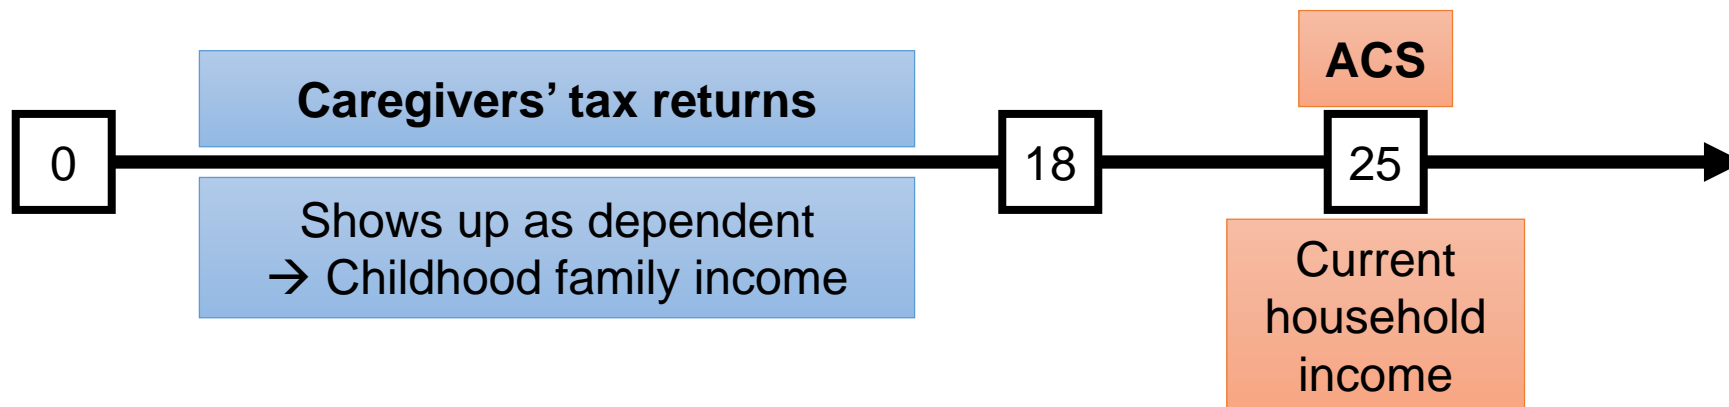 ACS
Caregivers’ tax returns
0
18
25
Shows up as dependent
→ Childhood family income
Current
household
income